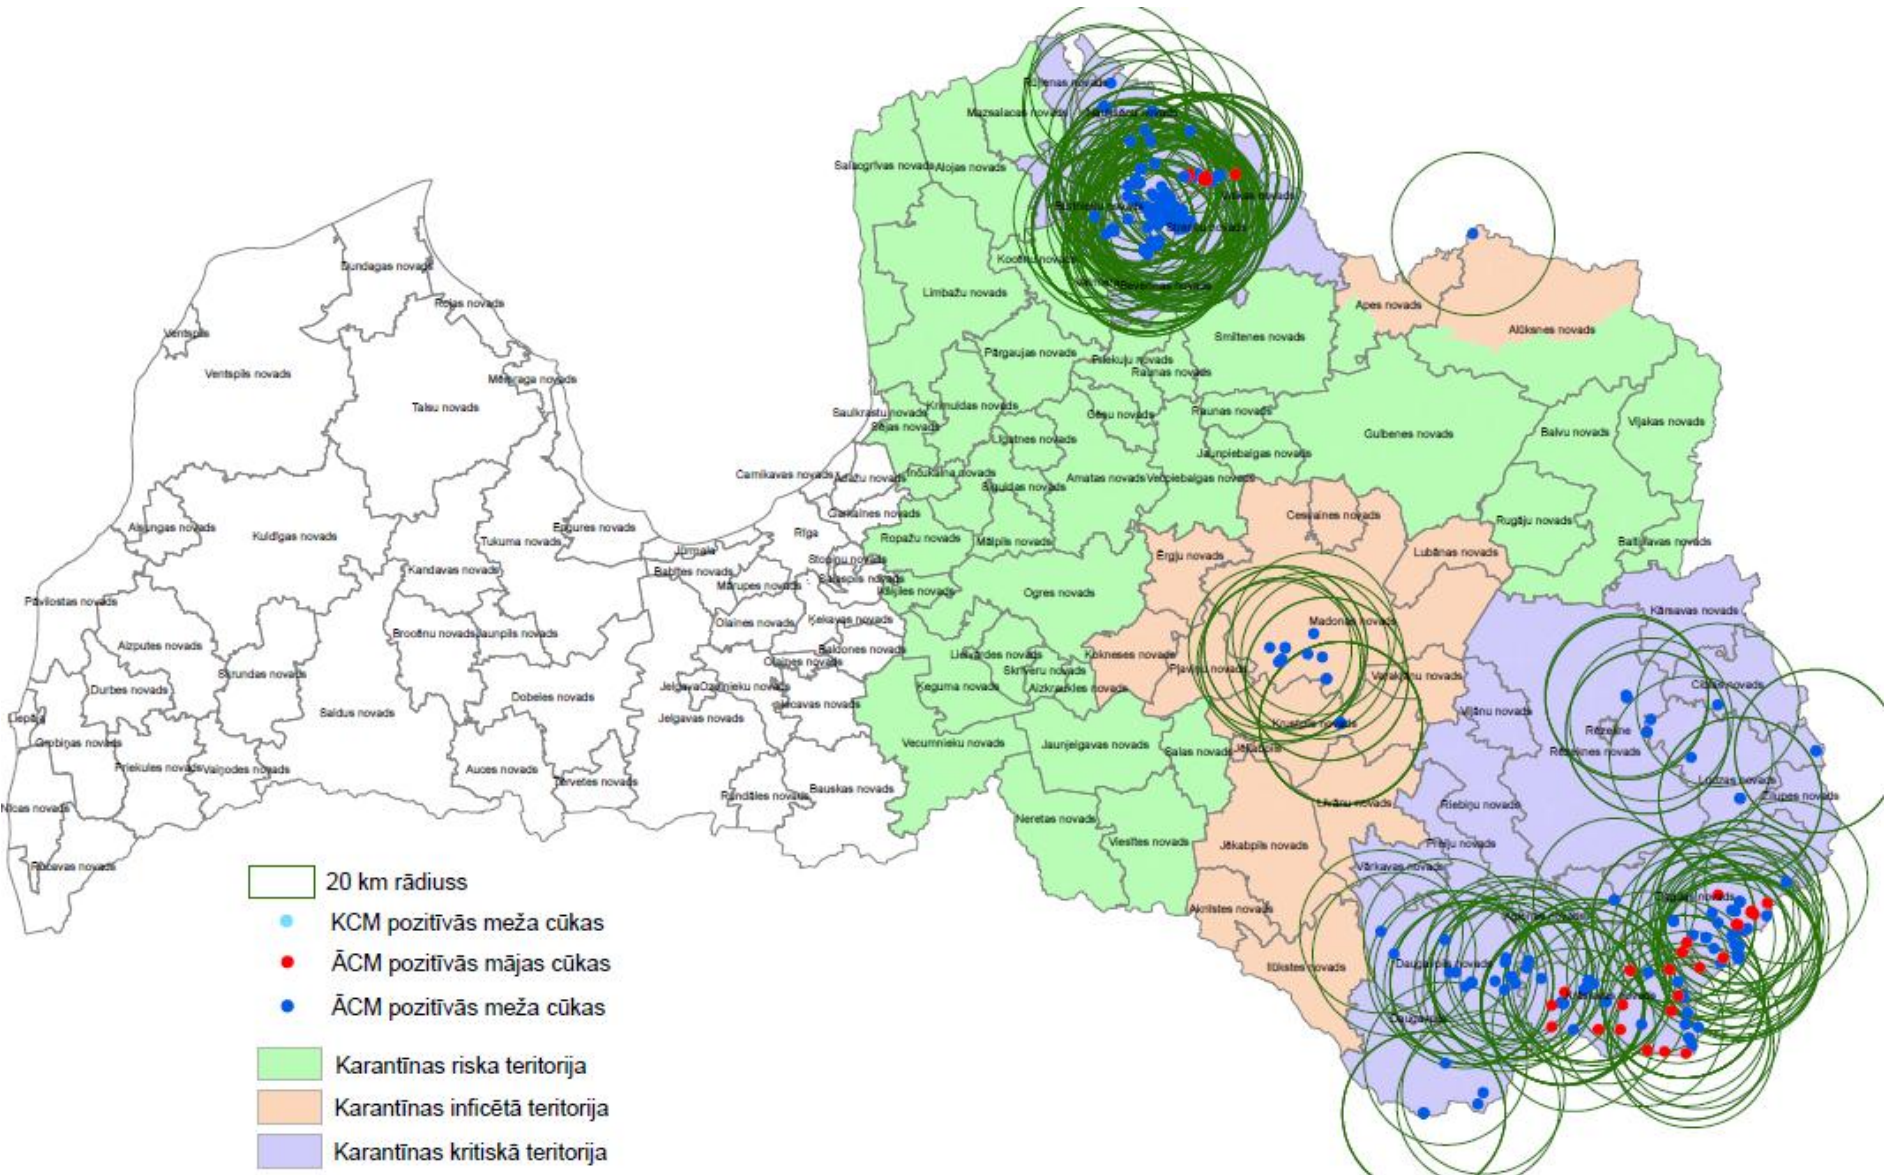 Rūjienas novads
Mazsalacas novads
Naukšēnu novads
Salacgrīvas novads
Alojas novads
Burtnieku novads
Valkas novads
Strenču novads
Kocēnu novads
Beverīnas novads
Dundagas novads
Rojas novads
Limbažu novads
Apes novads
Alūksnes novads
Ventspils
Smiltenes novads
Pārgaujas novads
Priekuļu novads
Raunas novads
Ventspils novads
Mērsraga novads
Talsu novads
Saulkrastu novads
Krimuldas novads
Cēsu novads
Raunas novads
Sējas novads
Līgatnes novads
Gulbenes novads
Balvu novads
Viļakas novads
Jaunpiebalgas novads
Carnikavas novads
Ādažu novads
Inčukalna novads
Siguldas novads
Amatas novads
Vecpiebalgas novads
Garkalnes novads
Cesvaines novads
Rugāju novads
Alsungas novads
Kuldīgas novads
Tukuma novads
Engures novads
Rīga
Ropažu novads
Mālpils novads
Baltinavas novads
Jūrmala
Stopiņu novads
Ērgļu novads
Lubānas novads
Kandavas novads
Babītes novads
Mārupes novads
Salaspils novads
Ikšķiles novads
Ogres novads
Pāvilostas novads
Kārsavas novads
Olaines novads
Ķekavas novads
Madonas novads
Aizputes novads
Brocēnu novads
Jaunpils novads
Baldones novads
Olaines novads
Lielvārdes novads
Kokneses novads
Skrundas novads
Skrīveru novads
Pļaviņu novads
Varakļānu novads
Durbes novads
Dobeles novads
Jelgava
Ozolnieku novads
Ķeguma novads
Aizkraukles novads
Ciblas novads
Iecavas novads
Saldus novads
Jelgavas novads
Viļānu novads
Liepāja
Krustpils novads
Rēzekne
Grobiņas novads
Vecumnieku novads
Jaunjelgavas novads
Salas novads
Jēkabpils
Rēzeknes novads
Priekules novads
Vaiņodes novads
Auces novads
Tērvetes novads
Ludzas novads
Bauskas novads
Rundāles novads
Zilupes novads
Nīcas novads
Līvānu novads
Riebiņu novads
Neretas novads
Viesītes novads
Jēkabpils novads
Preiļu novads
Rucavas novads
Vārkavas novads
20 km rādiuss
Dagdas novads
Aknīstes novads
Aglonas novads
KCM pozitīvās meža cūkas
ĀCM pozitīvās mājas cūkas
Ilūkstes novads
Daugavpils novads
Krāslavas novads
ĀCM pozitīvās meža cūkas
Daugavpils
Karantīnas riska teritorija
Karantīnas inficētā teritorija
Karantīnas kritiskā teritorija